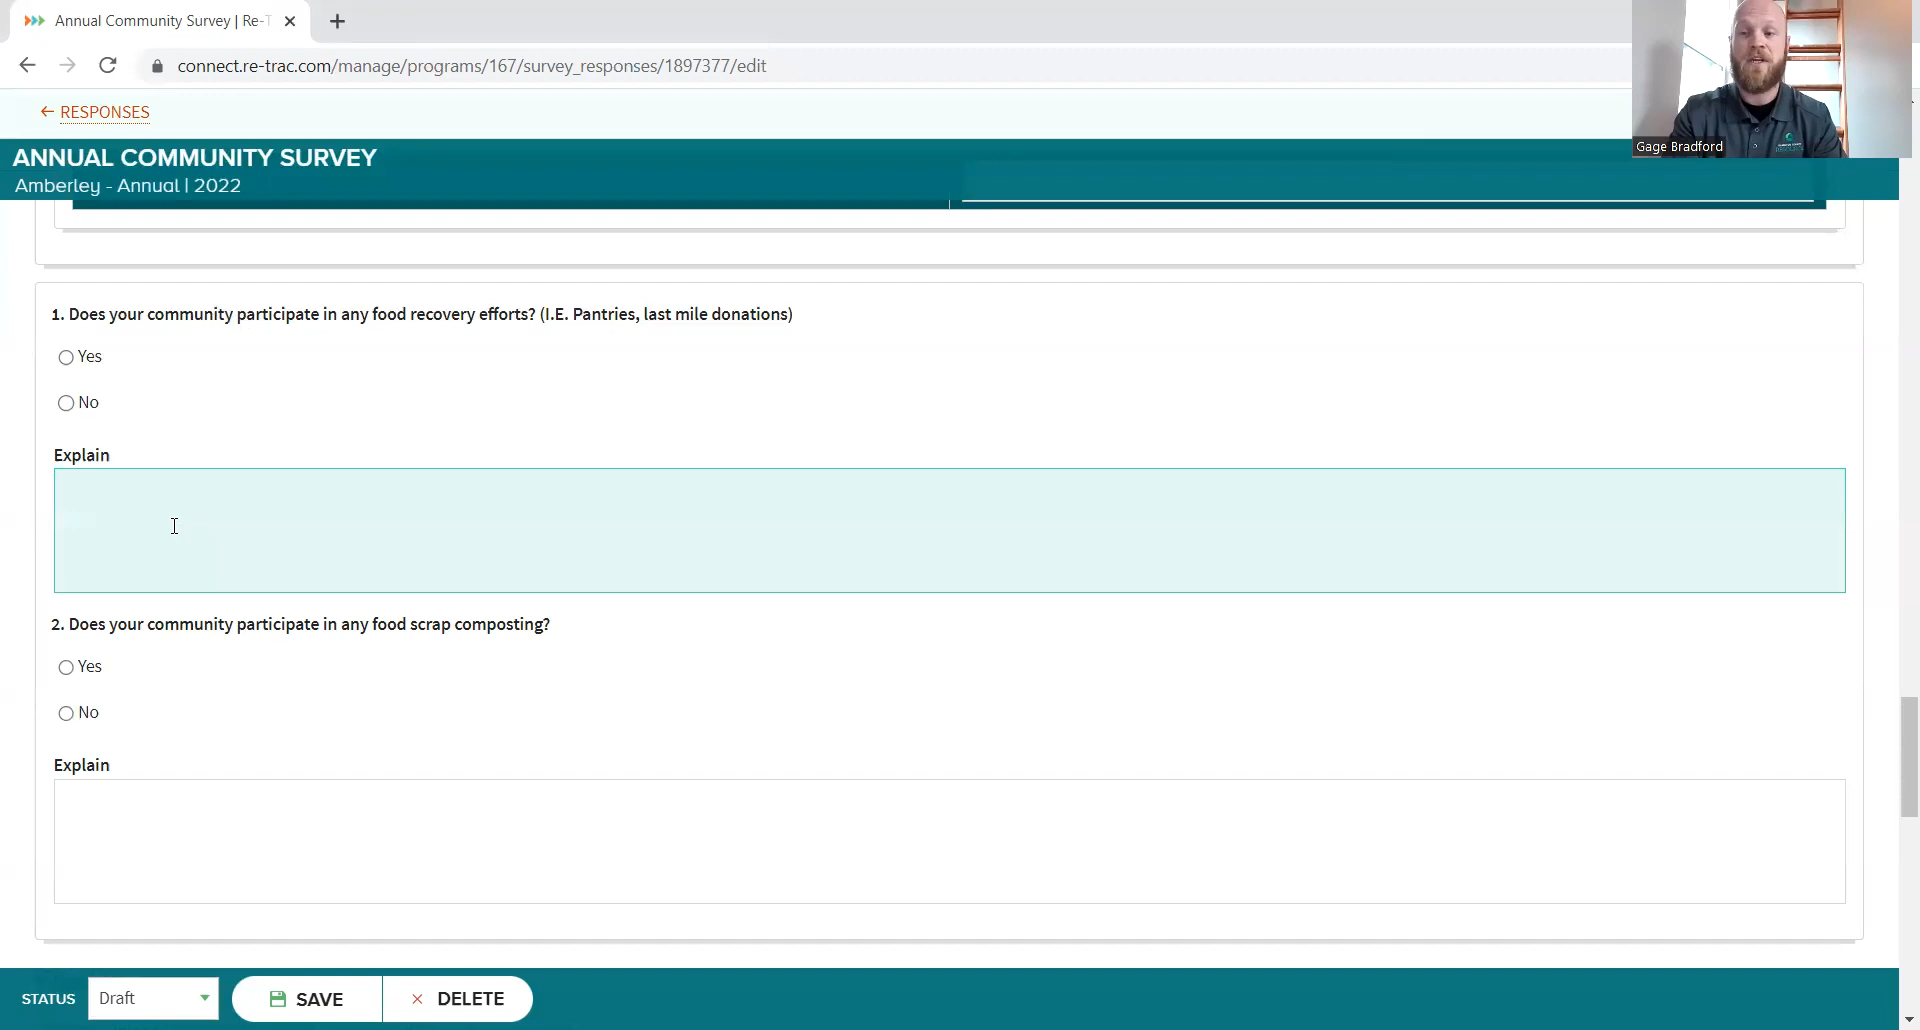 Annual Community Survey | Re-T
connect.re-trac.com/manage/programs/167/survey_responses/1897377/edit
Gage Bradford
RESPONSES
ANNUAL COMMUNITY SURVEY
Amberley - Annual | 2022
1. Does your community participate in any food recovery efforts? (I.E. Pantries, last mile donations)
Yes
No
Explain
2. Does your community participate in any food scrap composting?
Yes
No
Explain
STATUS Draft SAVE DELETE